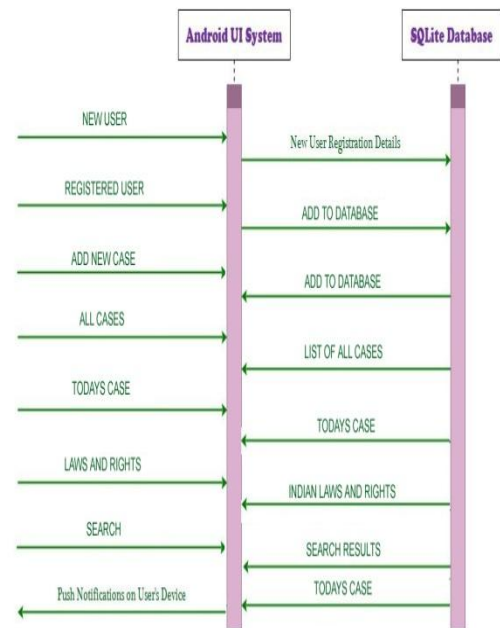 Android UI System
SQLite Database
NEW USER
New User Registration Details
REGISTERED USER
ADD TO DATABASE
ADD NEW CASE
ADD TO DATABASE
ALL CASES
LIST OF ALL CASES
TODAYS CASE
TODAYS CASE
LAWS AND RIGHTS
INDIAN LAWS AND RIGHTS
SEARCH
SEARCH RESULTS
TODAYS CASE
Push Notifications on User's Device